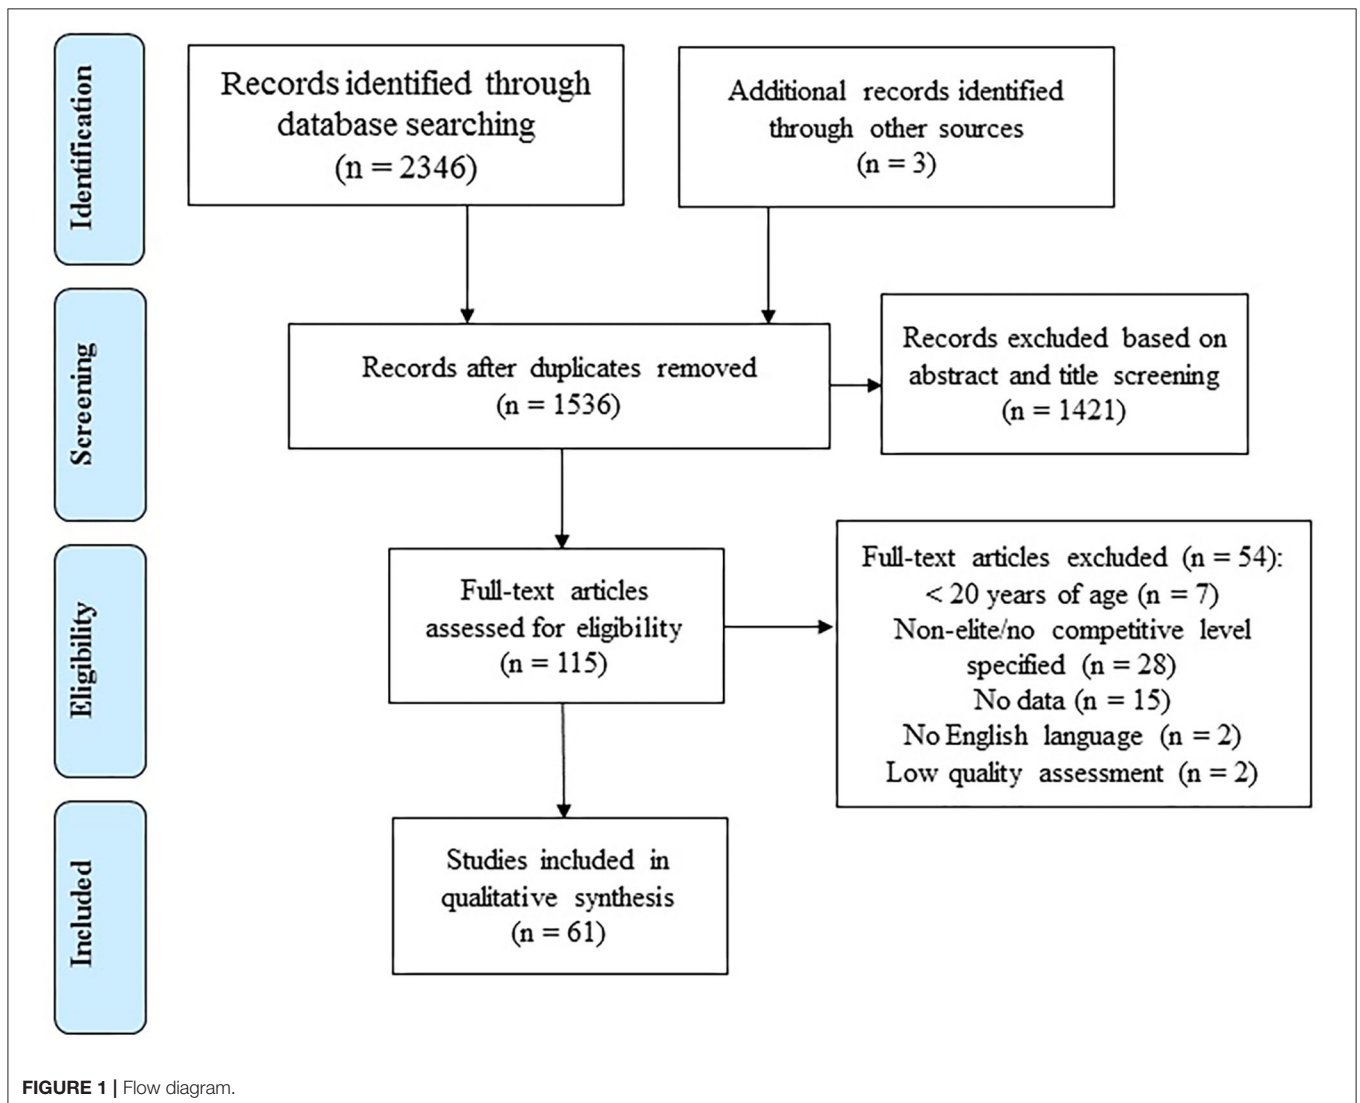 Identification
Records identified through
database searching
(n = 2346)
Additional records identified
through other sources
(n = 3)
Screening
Records after duplicates removed
(n = 1536)
Records excluded based on
abstract and title screening
(n = 1421)
Eligibility
Full-text articles
assessed for eligibility
(n = 115)
Full-text articles excluded (n = 54):
< 20 years of age (n = 7)
Non-elite/no competitive level
specified (n = 28)
No data (n = 15)
No English language (n = 2)
Low quality assessment (n = 2)
Included
Studies included in
qualitative synthesis
(n = 61)
FIGURE 1 | Flow diagram.